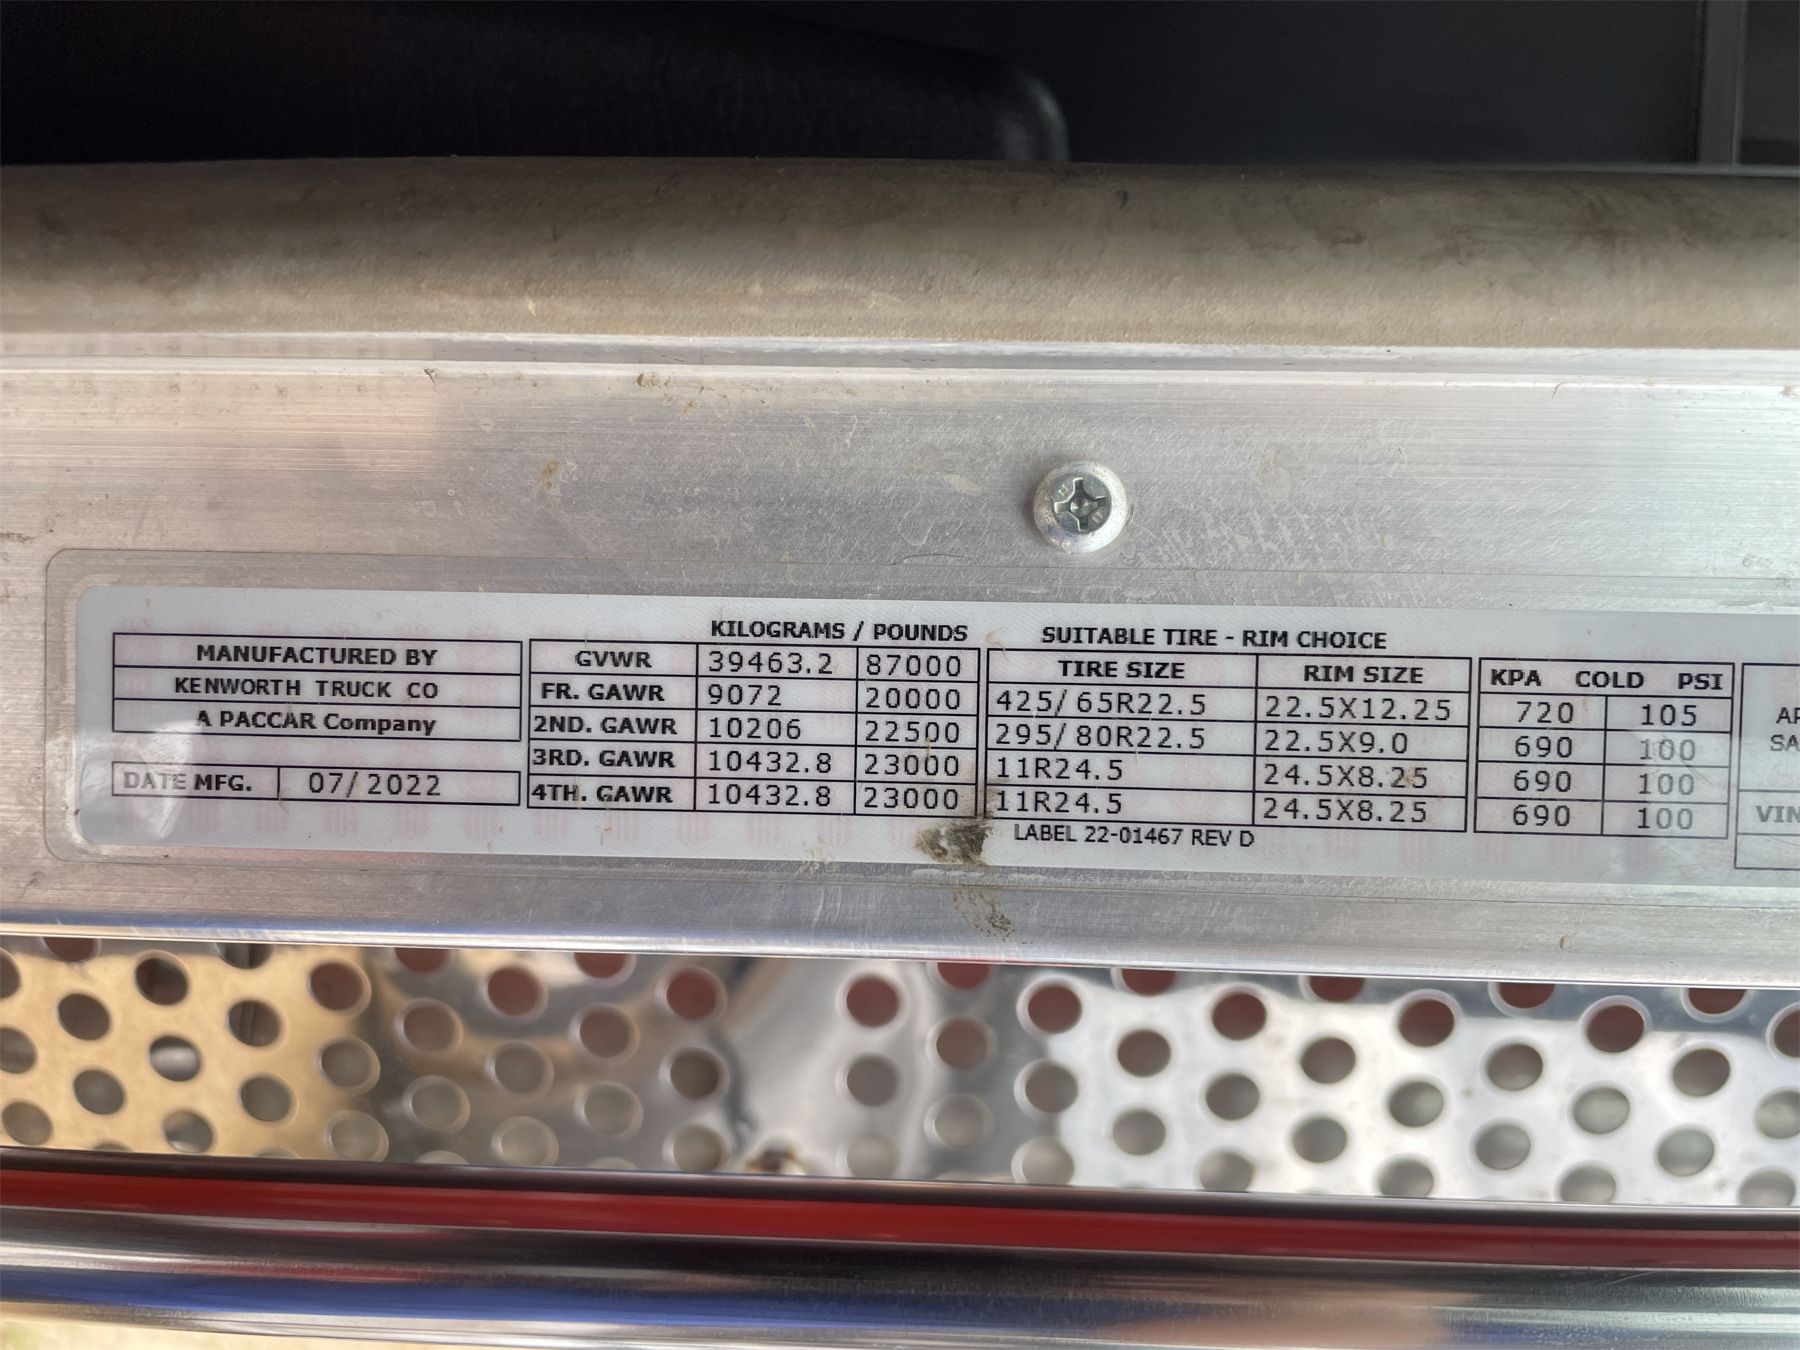 KILOGRAMS / POUNDS SUITABLE TIRE - RIM CHOICE
MANUFACTURED BY GVWR 39463.2 87000 TIRE SIZE RIM SIZE KPA COLD PSI
KENWORTH TRUCK CO FR. GAWR 9072 20000 425/65R22.5 22.5X12.25 720 105
A PACCAR Company 2ND. GAWR 10206 22500 295/80R22.5 22.5X9.0 690 100
3RD. GAWR 10432.8 23000 11R24.5 24.5X8.25 690 100
DATE MFG. 07/2022 4TH. GAWR 10432.8 23000 11R24.5 24.5X8.25 690 100
VIN
LABEL 22-01467 REV D